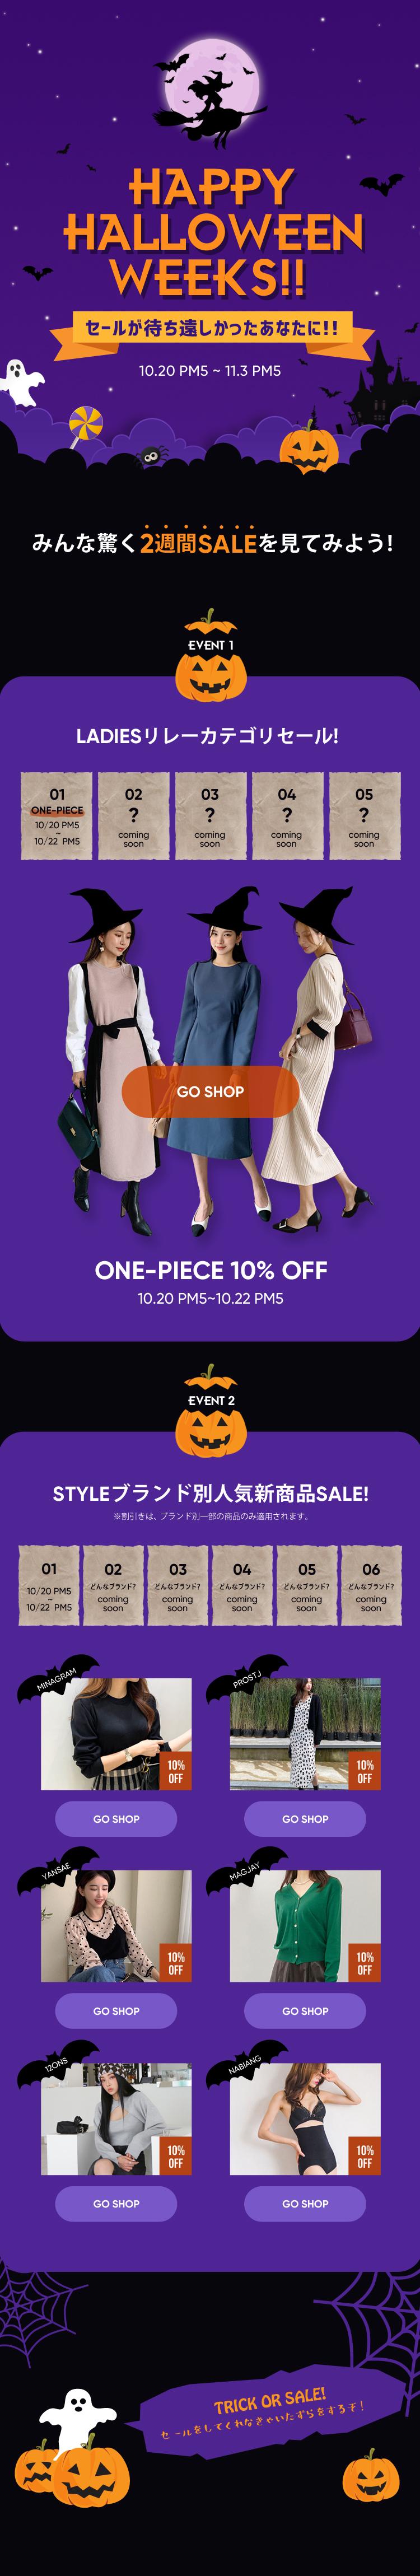 HAPPY
HALLOWEEN
WEEKS!!
セールが待ち遠しかったあなたに!!
10.20 PM5 ~ 11.3 PM5
みんな驚く2週間SALEを見てみよう!
EVENT 1
LADIESリレーカテゴリセール!
01
ONE-PIECE
10/20 PM5
~
10/22 PM5
02
?
coming
soon
03
?
coming
soon
04
?
coming
soon
05
?
coming
soon
GO SHOP
ONE-PIECE 10% OFF
10.20 PM5~10.22 PM5
EVENT 2
STYLEブランド別人気新商品SALE!
※割引きは、ブランド別一部の商品のみ適用されます。
01
10/20 PM5
~
10/22 PM5
02
どんなブランド?
coming
soon
03
どんなブランド?
coming
soon
04
どんなブランド?
coming
soon
05
どんなブランド?
coming
soon
06
どんなブランド?
coming
soon
MINAGRAM
10%
OFF
GO SHOP
PROSTJ
10%
OFF
GO SHOP
YANSAE
10%
OFF
GO SHOP
MAGJAY
10%
OFF
GO SHOP
12ONS
10%
OFF
GO SHOP
NABIANG
10%
OFF
GO SHOP
TRICK OR SALE!
セールをしてくれなきゃいたずらをするぞ!